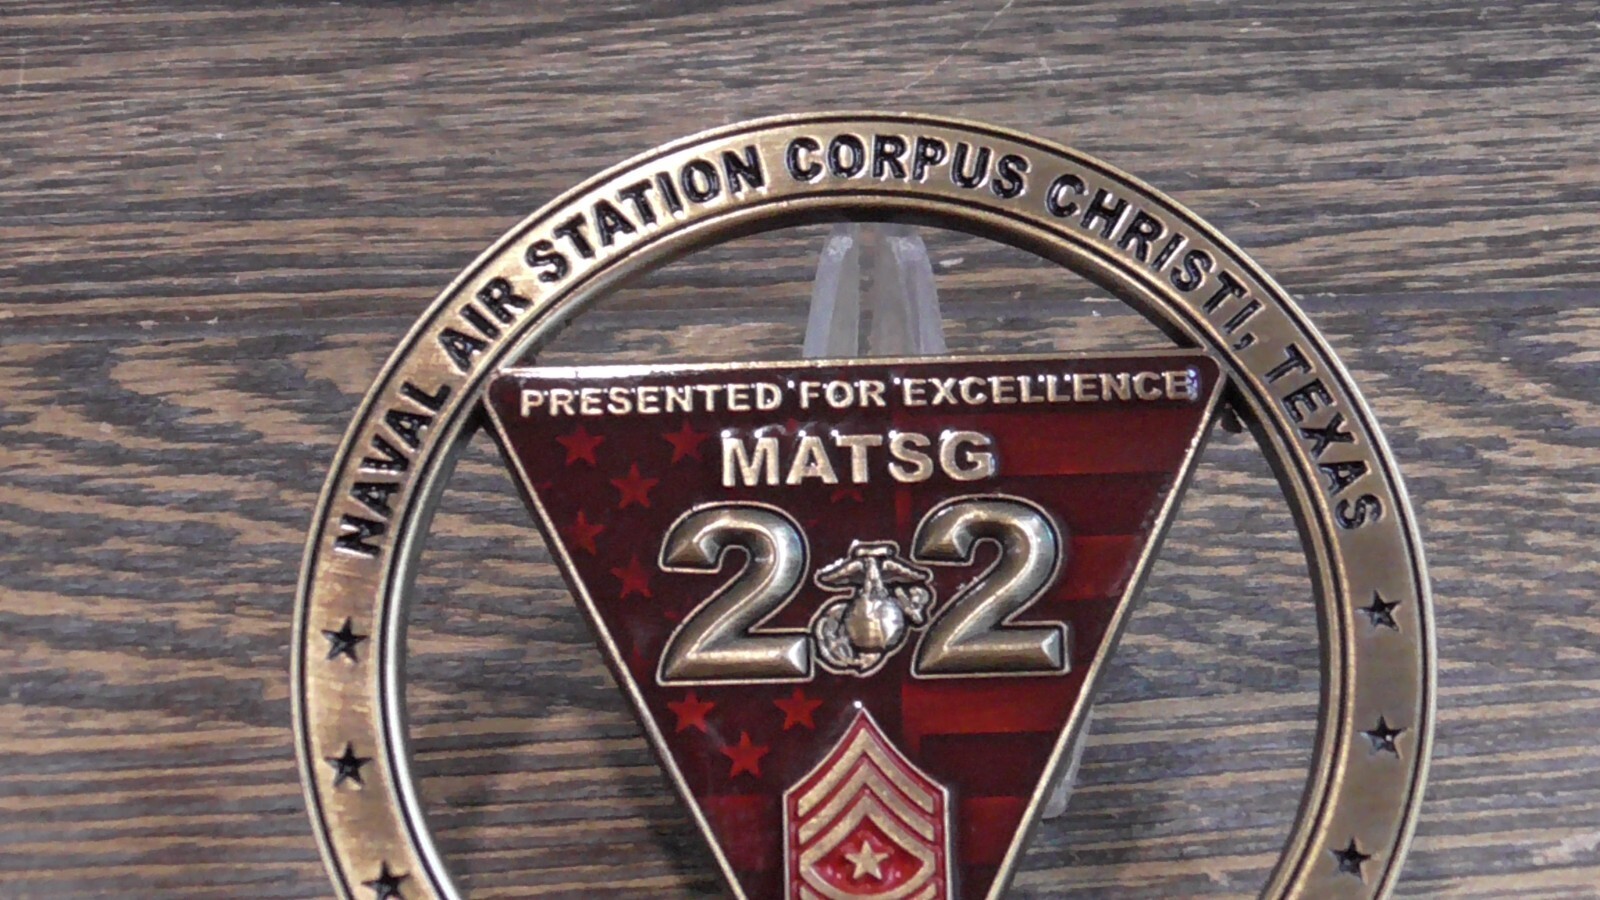 NAVAL AIR STATION CORPUS CHRISTI, TEXAS
PRESENTED FOR EXCELLENCE
MATSG
22